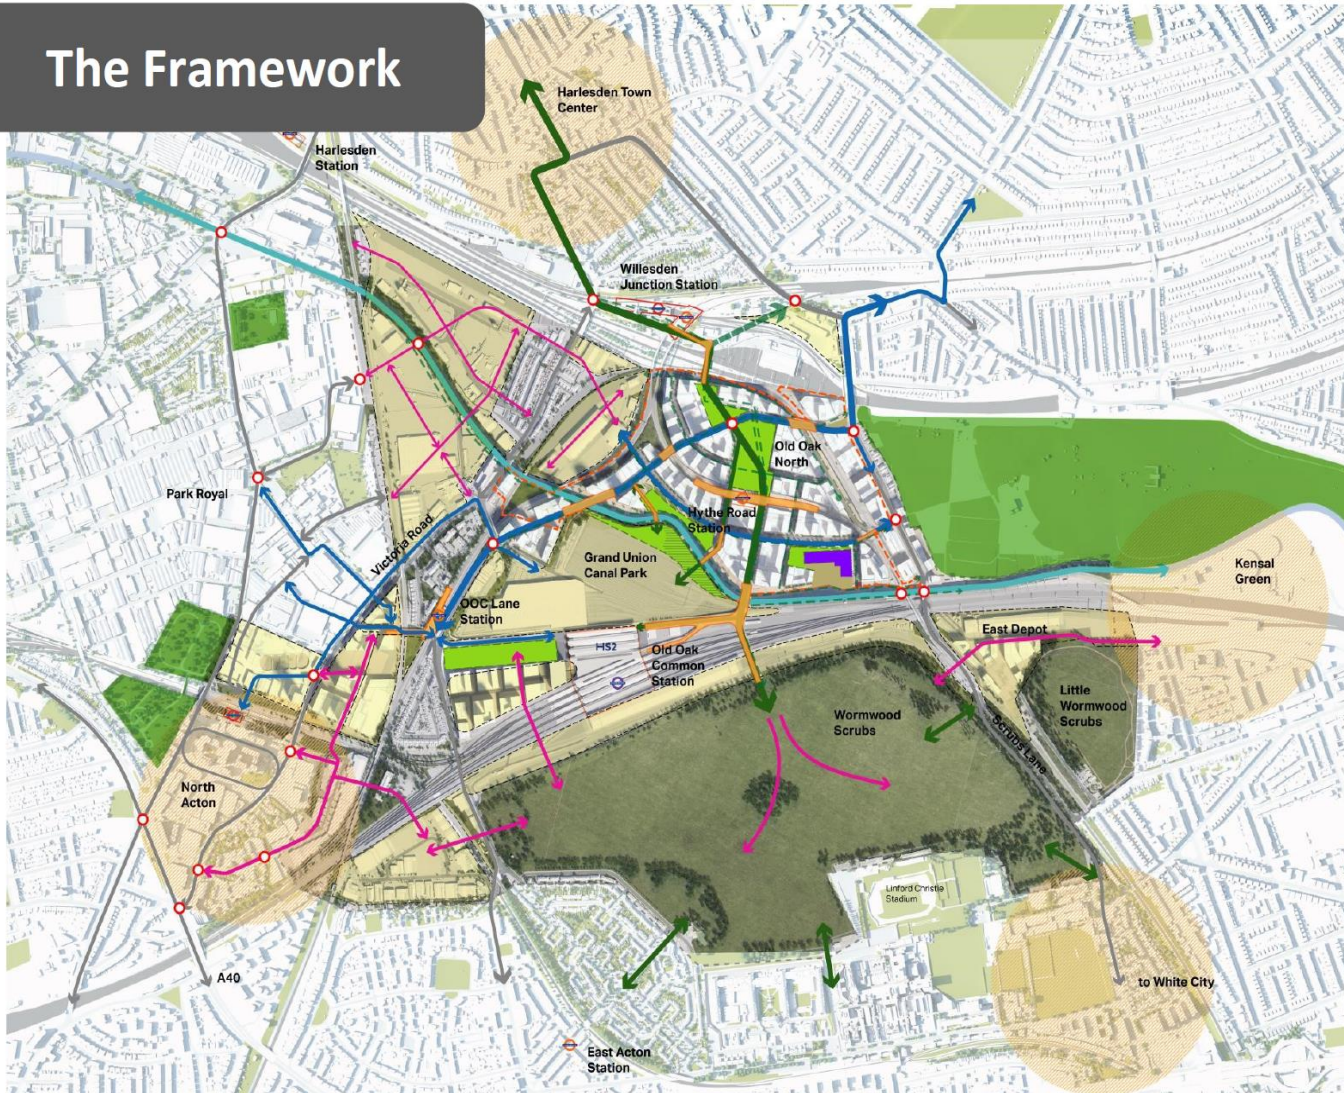 The Framework
Harlesden Town
Center
Harlesden
Station
Willesden
Junction Station
Old Oak
North
Park Royal
Hythe Road
Station
Victoria Road
Grand Union
Canal Park
Kensal
Green
OOC Lane
Station
East Depot
HS2
Old Oak
Common
Station
Little
Wormwood
Scrubs
Wormwood
Scrubs
Scrubs Lane
North
Acton
Linford Christie
Stadium
A40
to White City
East Acton
Station